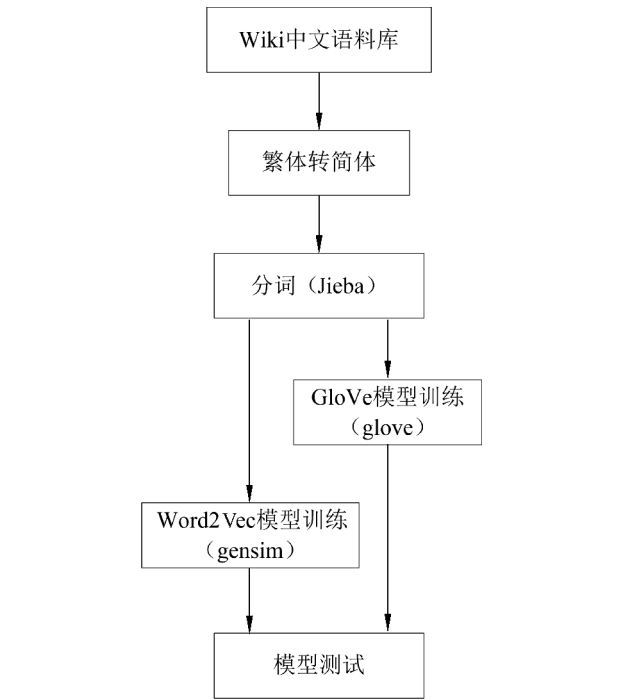 Wiki中文语料库
繁体转简体
分词（Jieba）
GloVe模型训练
（glove）
Word2Vec模型训练
（gensim）
模型测试